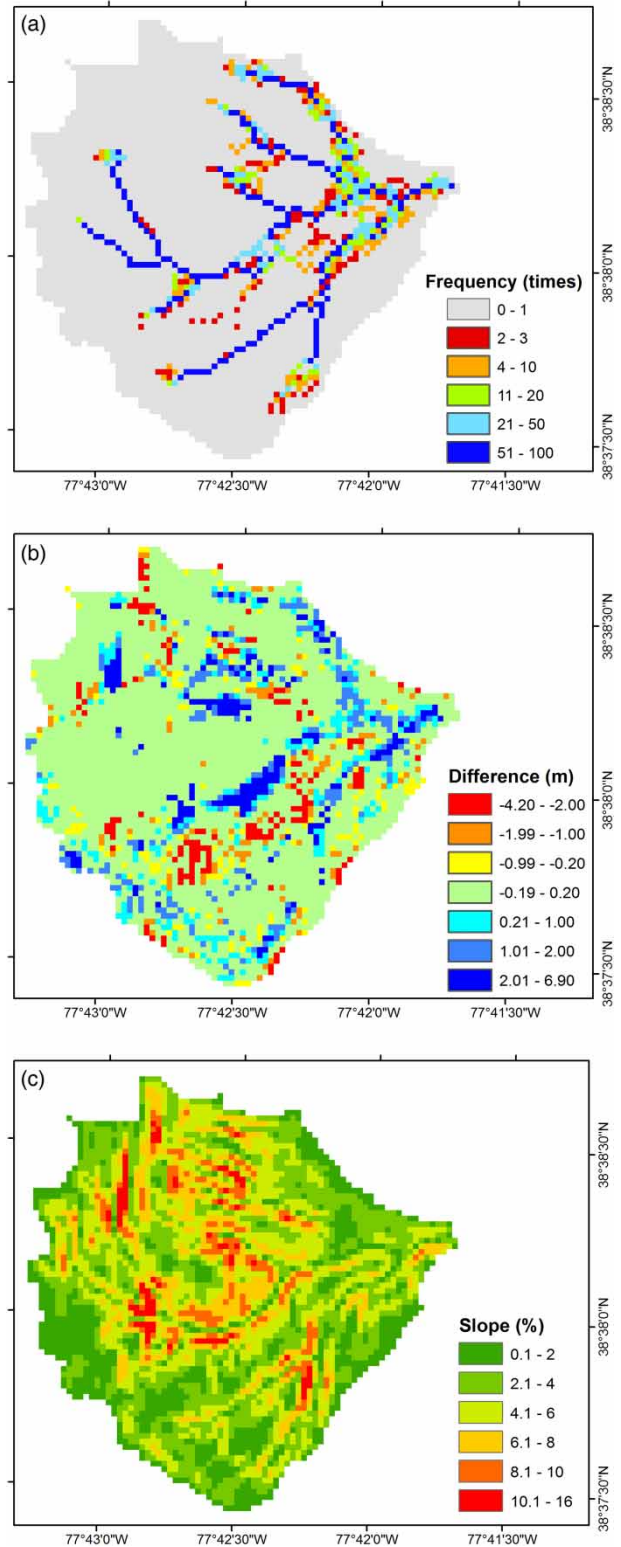 (a)
38°38'30"N
38°38'0"N
38°37'30"N
Frequency (times)
0 - 1
2 - 3
4 - 10
11 - 20
21 - 50
51 - 100
77°43'0"W 77°42'30"W 77°42'0"W 77°41'30"W
(b)
38°38'30"N
38°38'0"N
38°37'30"N
Difference (m)
-4.20 - -2.00
-1.99 - -1.00
-0.99 - -0.20
-0.19 - 0.20
0.21 - 1.00
1.01 - 2.00
2.01 - 6.90
77°43'0"W 77°42'30"W 77°42'0"W 77°41'30"W
(c)
38°38'30"N
38°38'0"N
38°37'30"N
Slope (%)
0.1 - 2
2.1 - 4
4.1 - 6
6.1 - 8
8.1 - 10
10.1 - 16
77°43'0"W 77°42'30"W 77°42'0"W 77°41'30"W